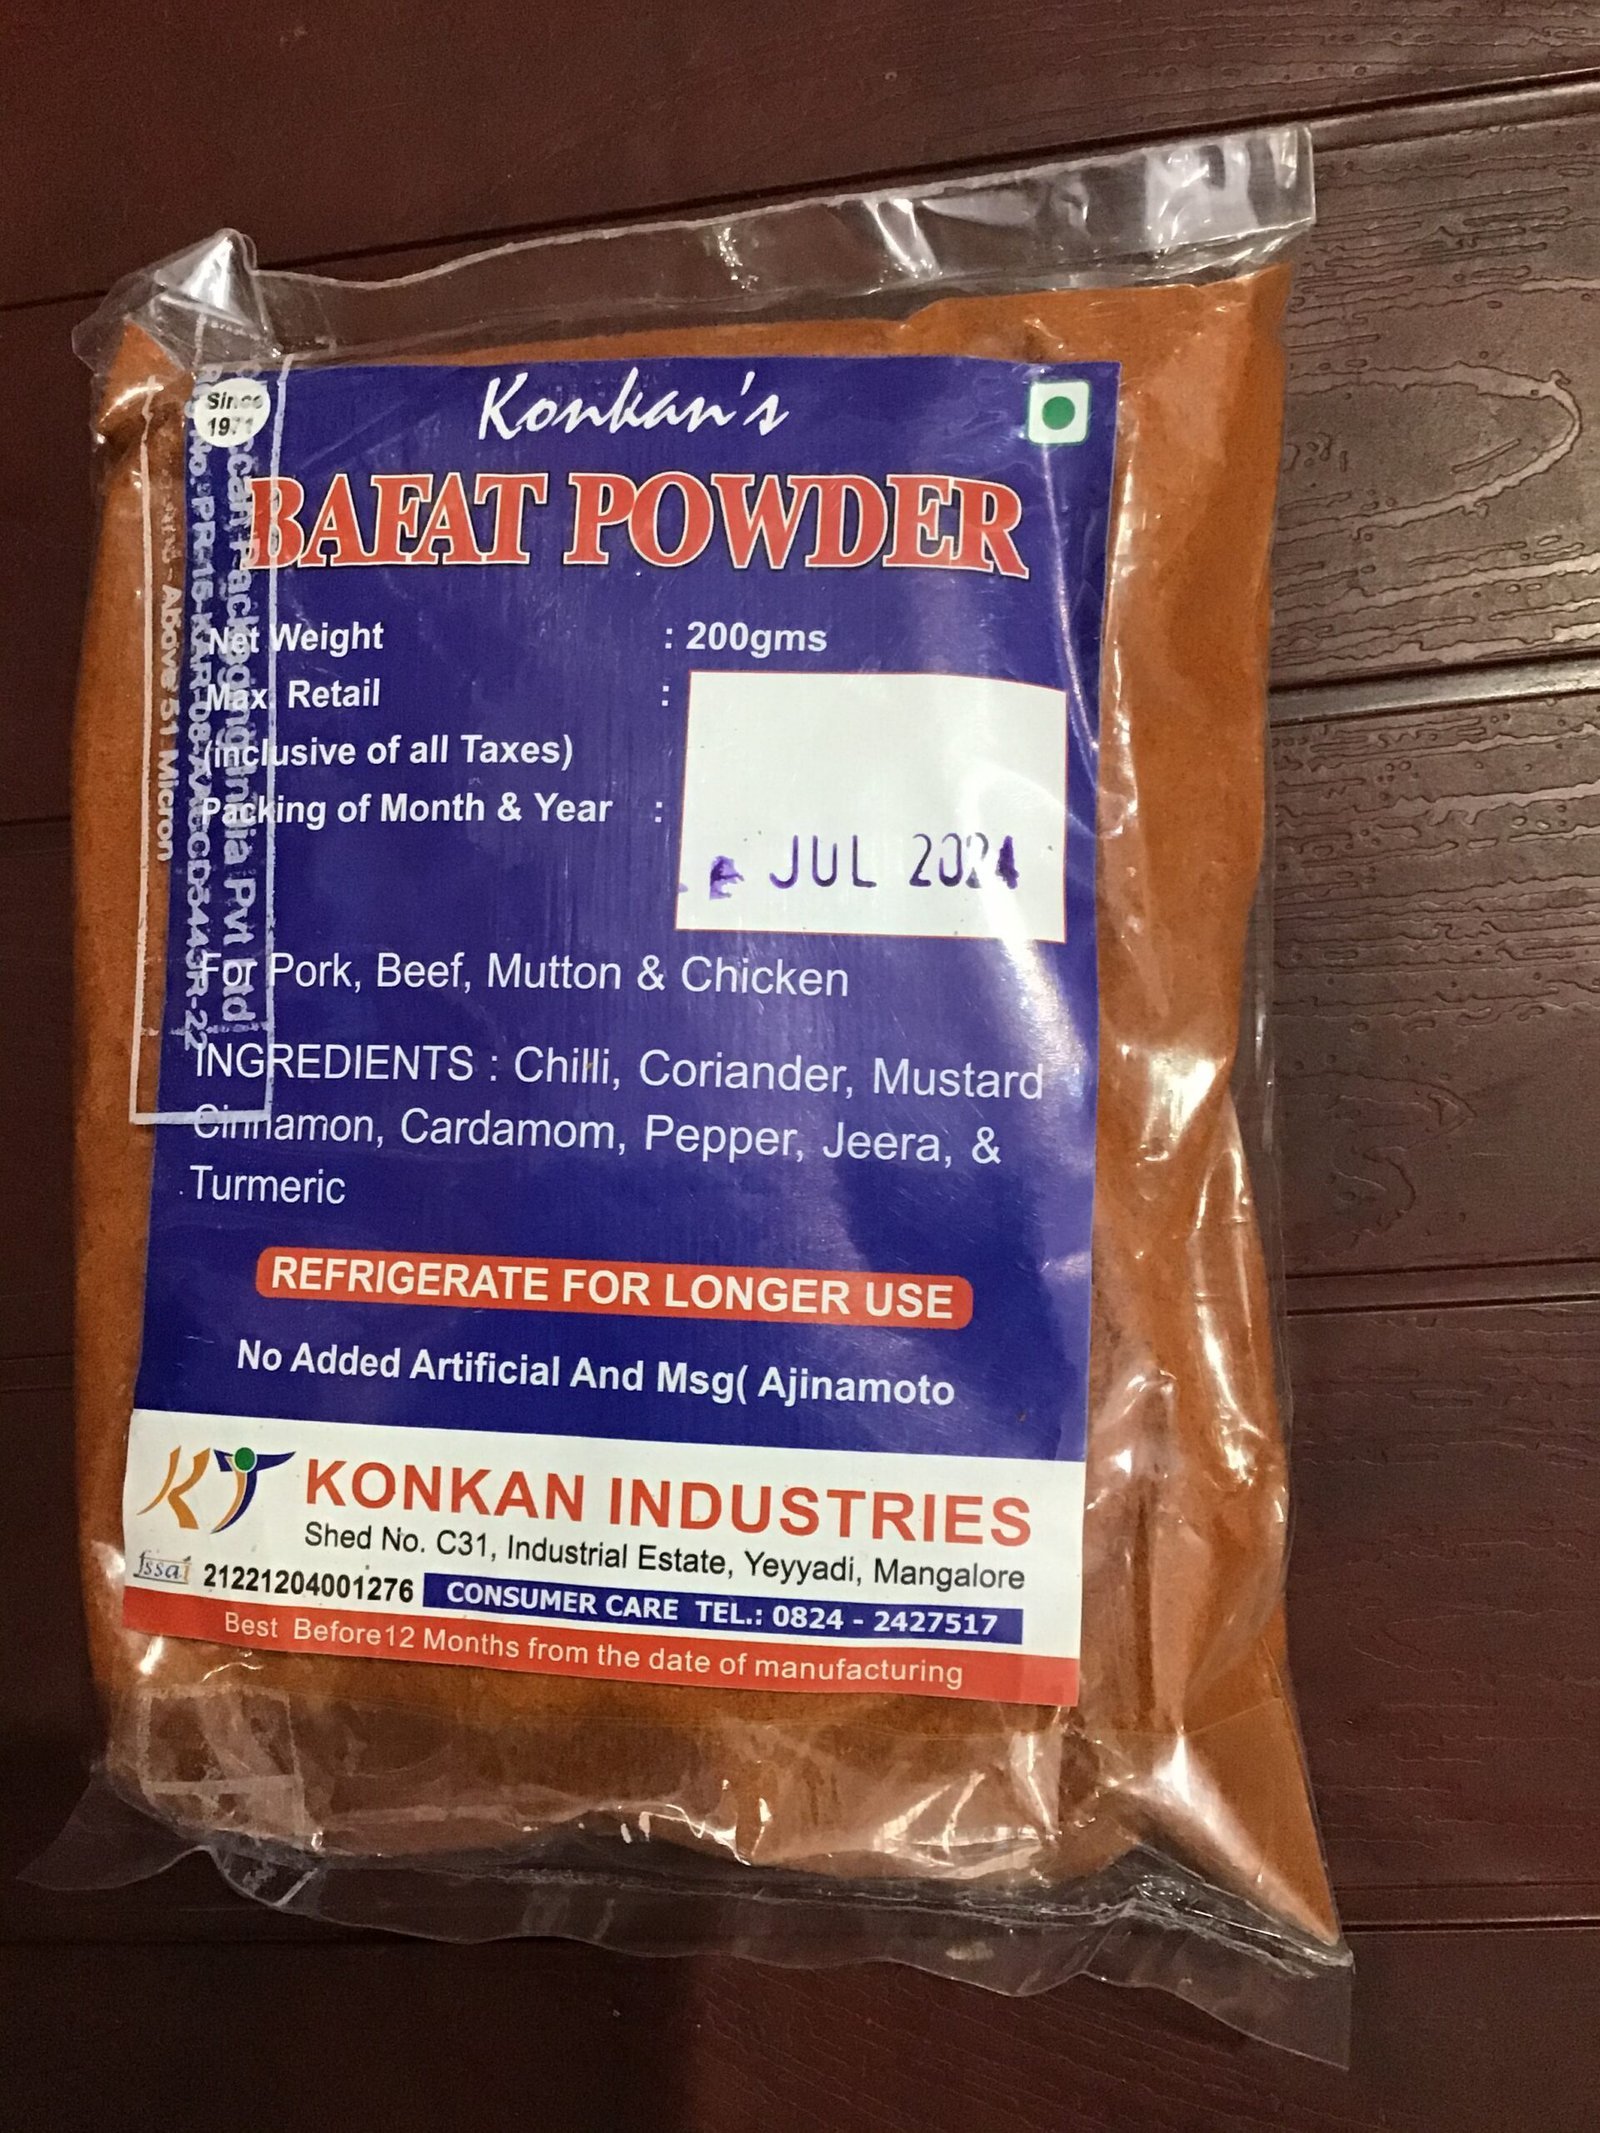 Since
1971
Konkan's
BAFAT POWDER
Net Weight : 200gms
Max. Retail :
(inclusive of all Taxes)
Packing of Month & Year :
JUL 2024
For Pork, Beef, Mutton & Chicken
INGREDIENTS : Chilli, Coriander, Mustard
Cinnamon, Cardamom, Pepper, Jeera, &
Turmeric
REFRIGERATE FOR LONGER USE
No Added Artificial And Msg( Ajinamoto
KONKAN INDUSTRIES
Shed No. C31, Industrial Estate, Yeyyadi, Mangalore
fssai 21221204001276 CONSUMER CARE TEL.: 0824 - 2427517
Best Before12 Months from the date of manufacturing
Pvt Ltd
Above 51 Micron